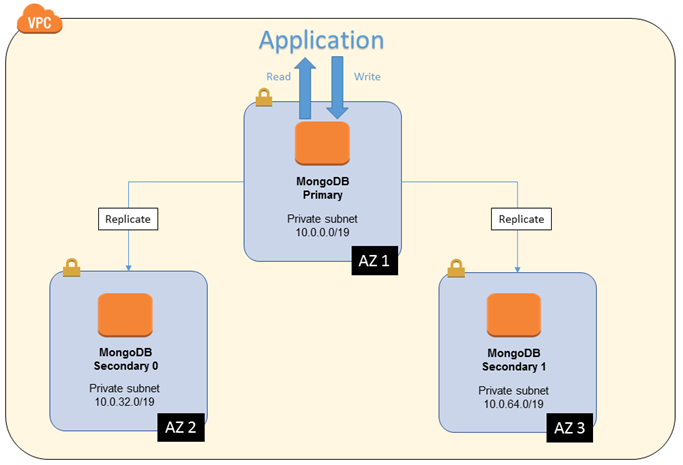 VPC
Application
Read
Write
MongoDB
Primary
Private subnet
10.0.0.0/19
AZ 1
Replicate
Replicate
MongoDB
Secondary 0
Private subnet
10.0.32.0/19
AZ 2
MongoDB
Secondary 1
Private subnet
10.0.64.0/19
AZ 3